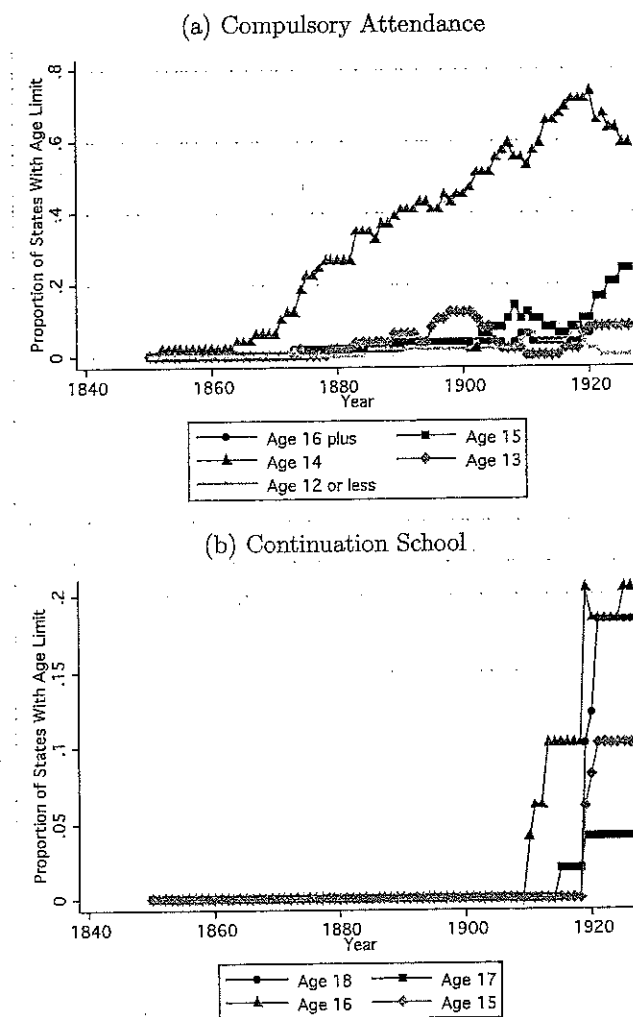 (a) Compulsory Attendance
Proportion of States With Age Limit
.8
.6
.4
.2
0
1840 1860 1880 1900 1920
Year
Age 16 plus Age 15
Age 14 Age 13
Age 12 or less
(b) Continuation School
Proportion of States With Age Limit
.2
.15
.1
.05
0
1840 1860 1880 1900 1920
Year
Age 18 Age 17
Age 16 Age 15